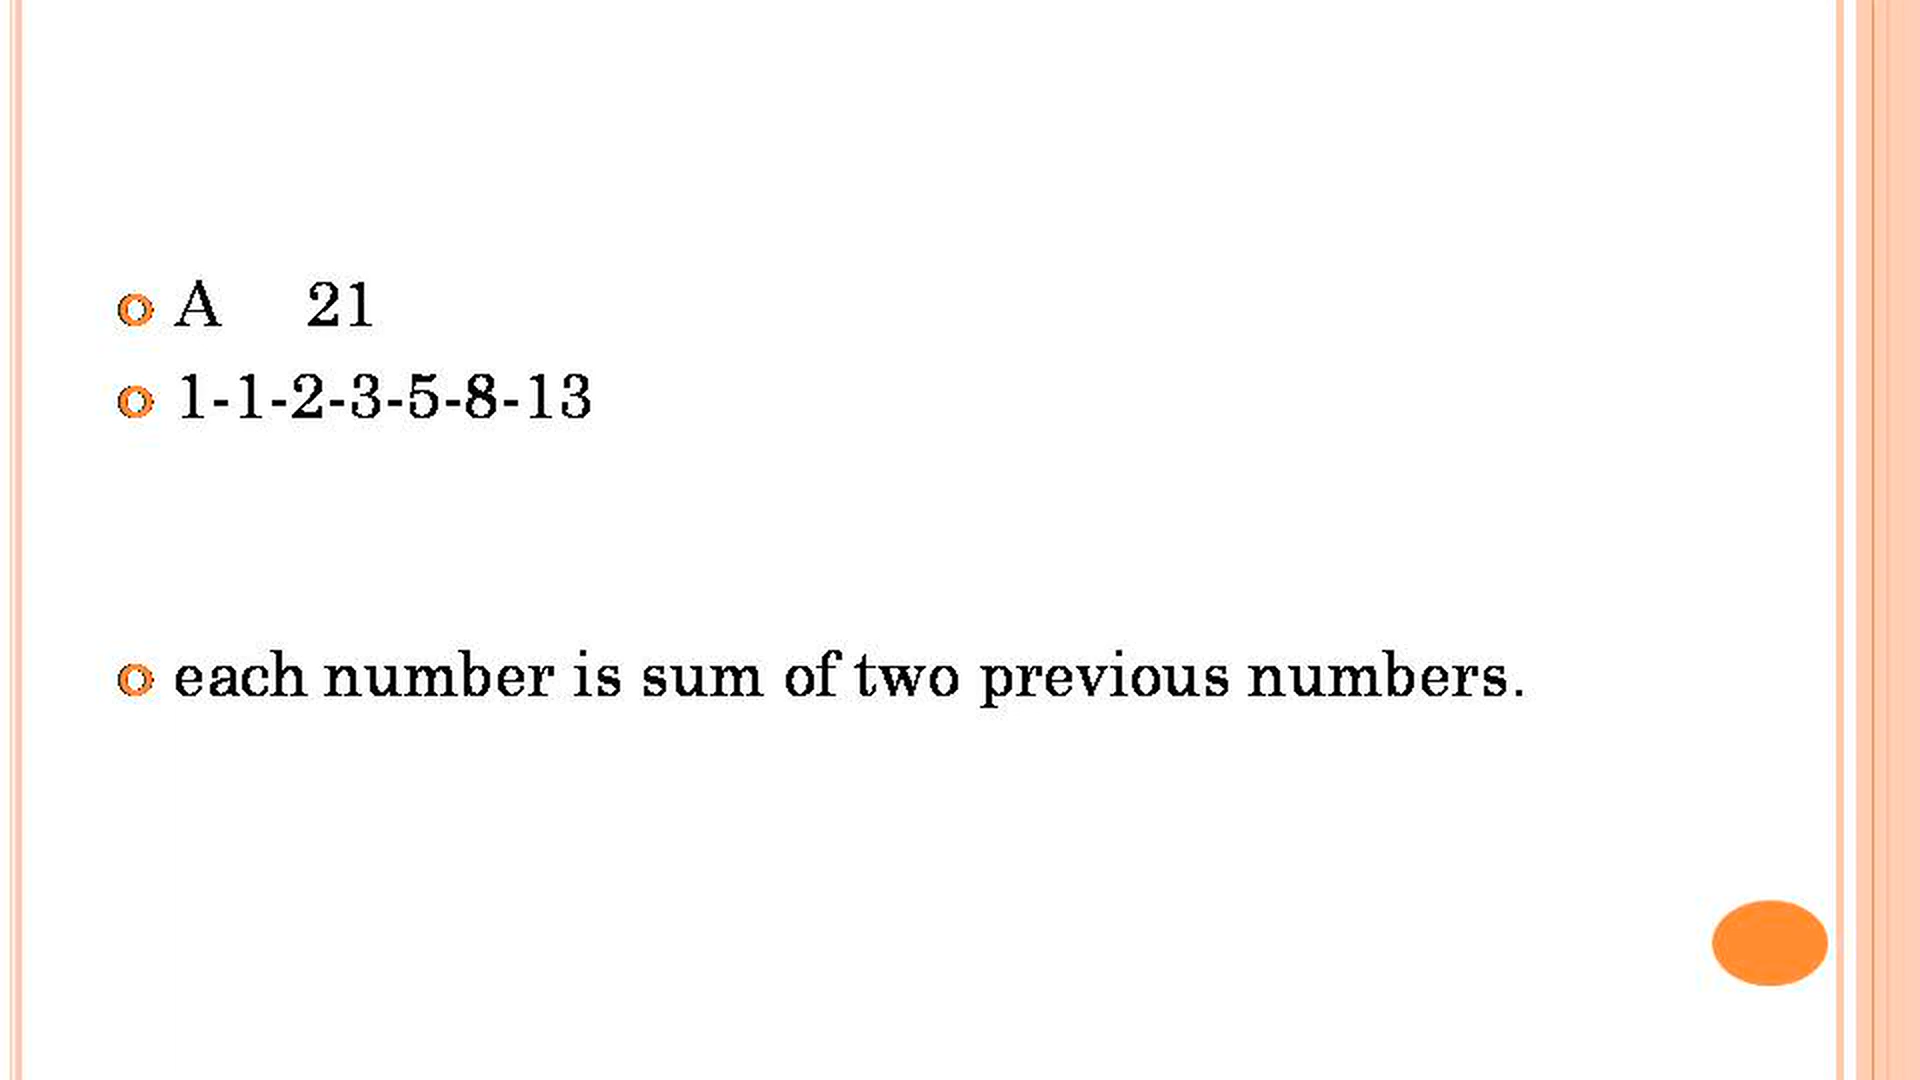 A 21
1-1-2-3-5-8-13
each number is sum of two previous numbers.